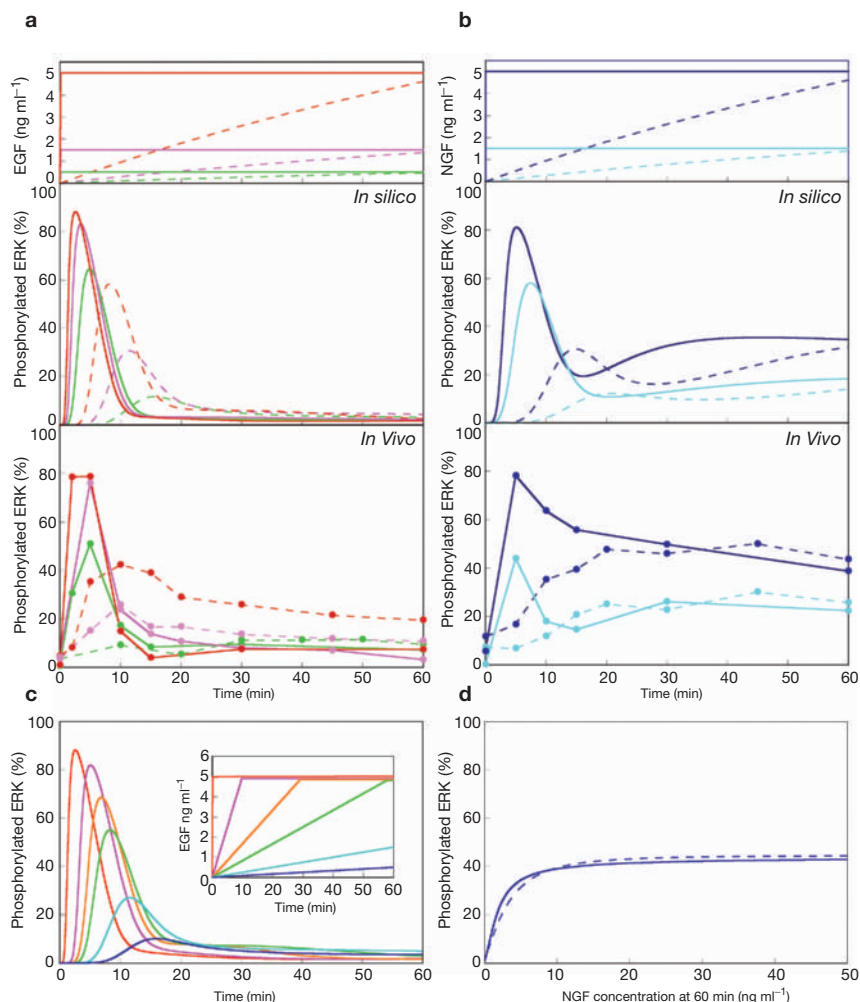 a
b
EGF (ng ml⁻¹)
5
4
3
2
1
0
NGF (ng ml⁻¹)
5
4
3
2
1
0
In silico
Phosphorylated ERK (%)
100
80
60
40
20
0
In silico
Phosphorylated ERK (%)
100
80
60
40
20
0
In Vivo
Phosphorylated ERK (%)
100
80
60
40
20
0
0 10 20 30 40 50 60
Time (min)
In Vivo
Phosphorylated ERK (%)
100
80
60
40
20
0
0 10 20 30 40 50 60
Time (min)
c
Phosphorylated ERK (%)
100
80
60
40
20
0
0 10 20 30 40 50 60
Time (min)
EGF ng ml⁻¹
6
5
4
3
2
1
0
0 10 20 30 40 50 60
Time (min)
d
Phosphorylated ERK (%)
100
80
60
40
20
0
0 10 20 30 40 50
NGF concentration at 60 min (ng ml⁻¹)